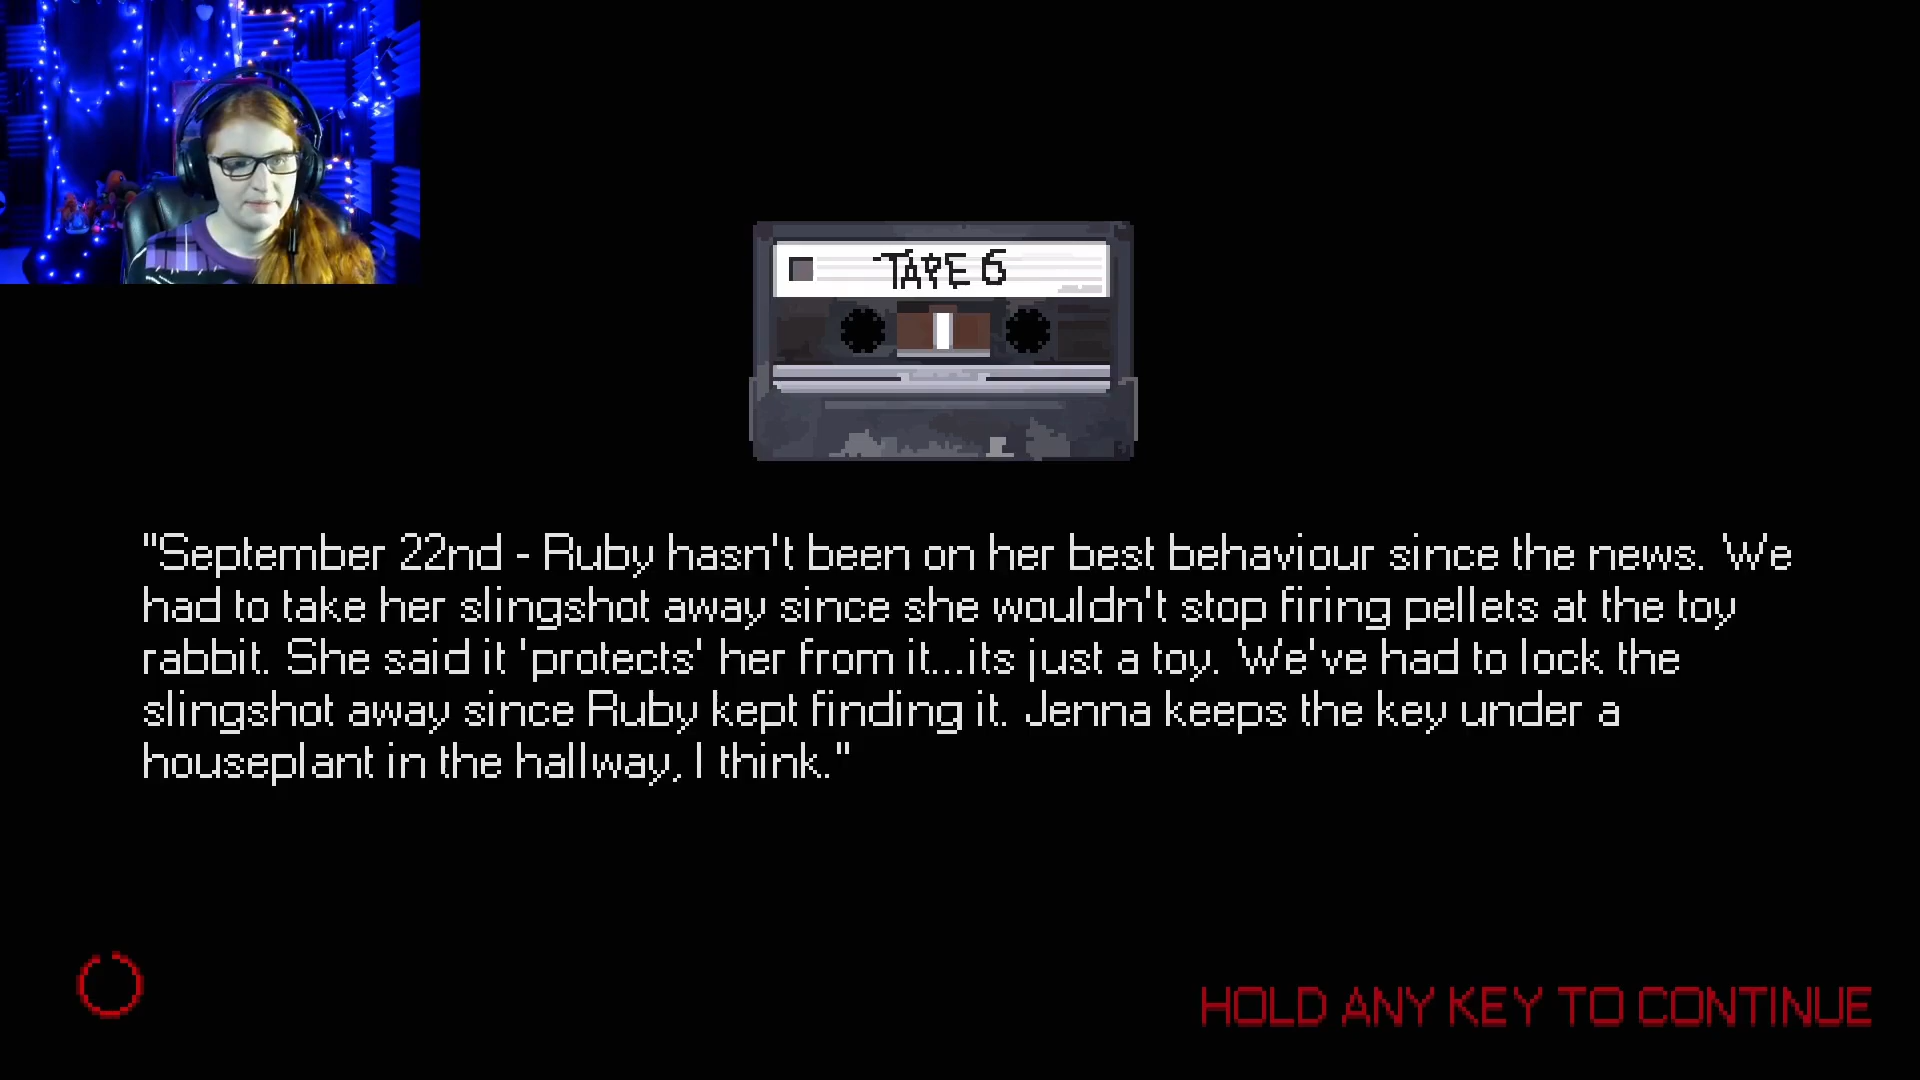 TAPE 6
"September 22nd - Ruby hasn't been on her best behaviour since the news. We
had to take her slingshot away since she wouldn't stop firing pellets at the toy
rabbit. She said it 'protects' her from it...its just a toy. We've had to lock the
slingshot away since Ruby kept finding it. Jenna keeps the key under a
houseplant in the hallway, I think."
HOLD ANY KEY TO CONTINUE